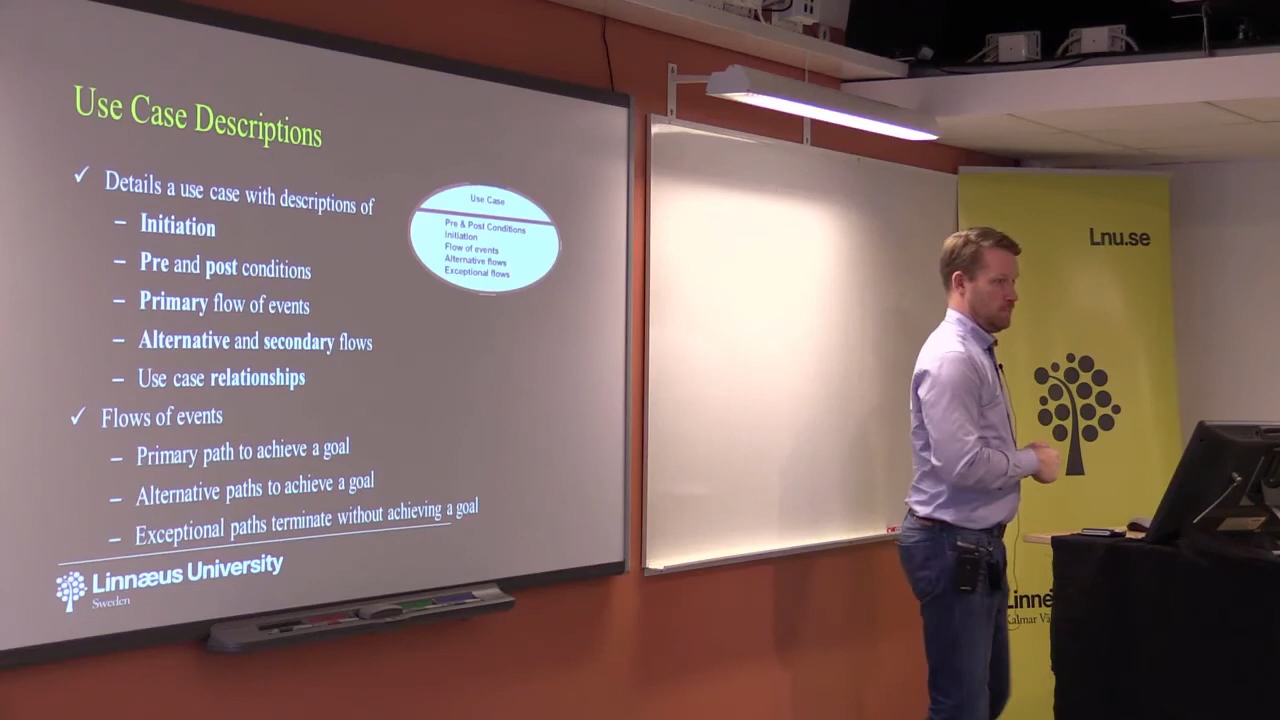 Use Case Descriptions
✓ Details a use case with descriptions of
– Initiation
– Pre and post conditions
– Primary flow of events
– Alternative and secondary flows
– Use case relationships
✓ Flows of events
– Primary path to achieve a goal
– Alternative paths to achieve a goal
– Exceptional paths terminate without achieving a goal
Linnæus University
Sweden
Use Case
Pre & Post Conditions
Initiation
Flow of events
Alternative flows
Exceptional flows
Lnu.se
Linne
Kalmar Vä